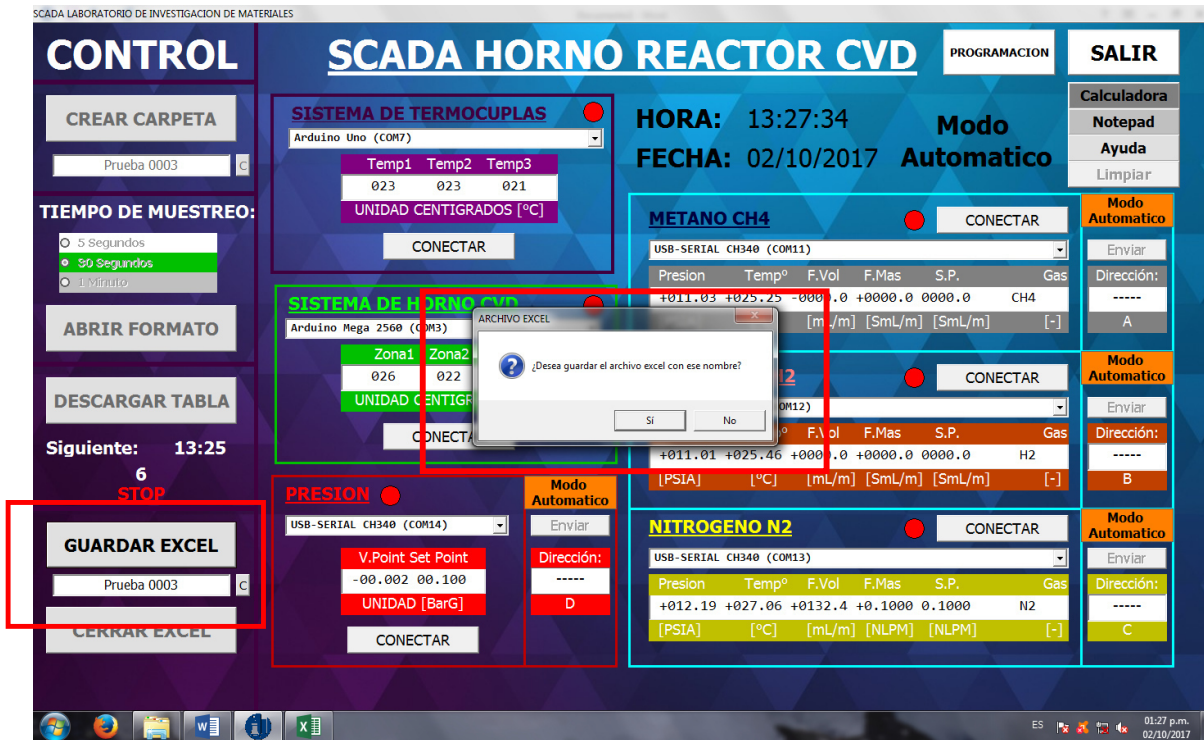 SCADA LABORATORIO DE INVESTIGACION DE MATERIALES
CONTROL
SCADA HORNO REACTOR CVD
PROGRAMACION
SALIR
CREAR CARPETA
Prueba 0003 C
TIEMPO DE MUESTREO:
5 Segundos
30 Segundos
1 Minuto
ABRIR FORMATO
DESCARGAR TABLA
Siguiente: 13:25
6
STOP
GUARDAR EXCEL
Prueba 0003 C
CERRAR EXCEL
SISTEMA DE TERMOCUPLAS
Arduino Uno (COM7)
Temp1 Temp2 Temp3
023 023 021
UNIDAD CENTIGRADOS [ºC]
CONECTAR
SISTEMA DE HORNO CVD
Arduino Mega 2560 (COM3)
Zona1 Zona2
026 022
UNIDAD CENTIGR
CONECTA
ARCHIVO EXCEL
¿Desea guardar el archivo excel con ese nombre?
Sí No
PRESION
Modo
Automatico
USB-SERIAL CH340 (COM14)
Enviar
V.Point Set Point
Dirección:
-00.002 00.100
-----
UNIDAD [BarG]
D
CONECTAR
HORA: 13:27:34
FECHA: 02/10/2017
Modo
Automatico
Calculadora
Notepad
Ayuda
Limpiar
METANO CH4
CONECTAR
Modo
Automatico
USB-SERIAL CH340 (COM11)
Enviar
Presion Tempº F.Vol F.Mas S.P. Gas
Dirección:
+011.03 +025.25 -0000.0 +0000.0 0000.0 CH4
-----
[mL/m] [SmL/m] [SmL/m] [-]
A
2
CONECTAR
Modo
Automatico
OM12)
Enviar
º F.Vol F.Mas S.P. Gas
Dirección:
+011.01 +025.46 +0000.0 +0000.0 0000.0 H2
-----
[PSIA] [ºC] [mL/m] [SmL/m] [SmL/m] [-]
B
NITROGENO N2
CONECTAR
Modo
Automatico
USB-SERIAL CH340 (COM13)
Enviar
Presion Tempº F.Vol F.Mas S.P. Gas
Dirección:
+012.19 +027.06 +0132.4 +0.1000 0.1000 N2
-----
[PSIA] [ºC] [mL/m] [NLPM] [NLPM] [-]
C
ES
01:27 p.m.
02/10/2017